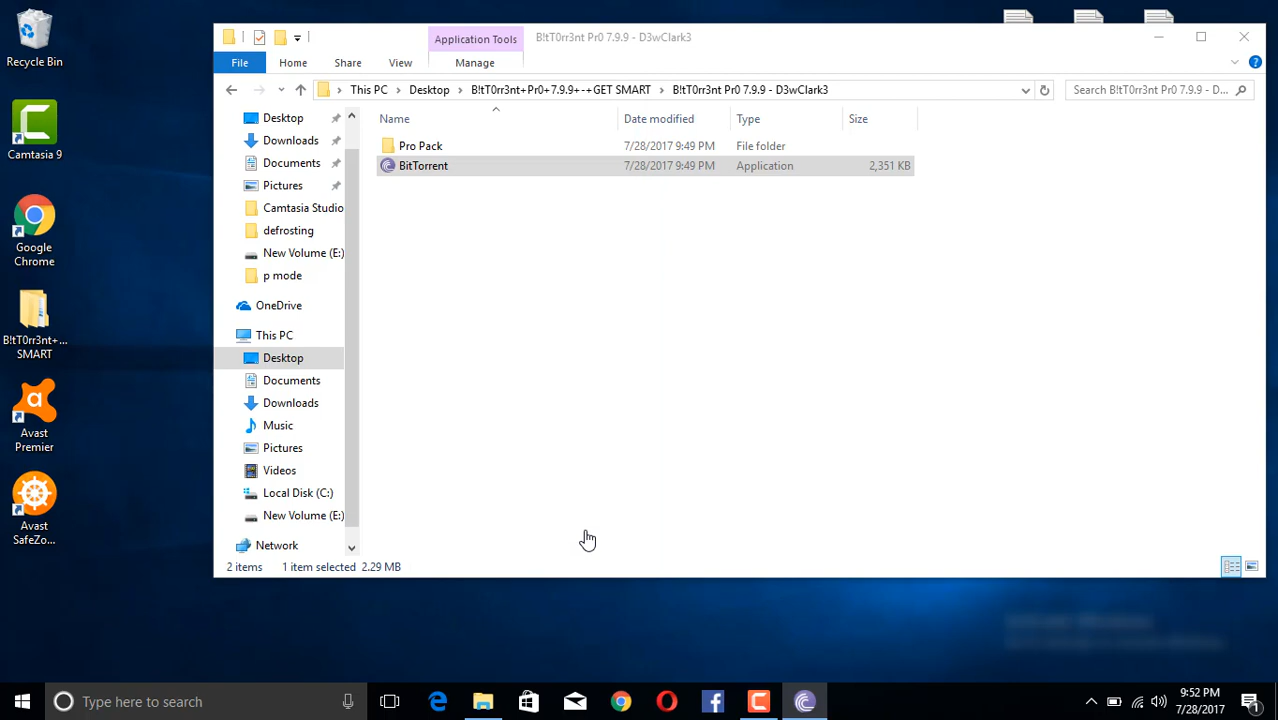 Recycle Bin
Camtasia 9
Google
Chrome
B!tT0rr3nt+...
SMART
Avast
Premier
Avast
SafeZo...
Application Tools
B!tT0rr3nt Pr0 7.9.9 - D3wClark3
File
Home
Share
View
Manage
This PC
Desktop
B!tT0rr3nt+Pr0+7.9.9+-+GET SMART
B!tT0rr3nt Pr0 7.9.9 - D3wClark3
Search B!tT0rr3nt Pr0 7.9.9 - D...
Desktop
Downloads
Documents
Pictures
Camtasia Studio
defrosting
New Volume (E:)
p mode
OneDrive
This PC
Desktop
Documents
Downloads
Music
Pictures
Videos
Local Disk (C:)
New Volume (E:)
Network
Name Date modified Type Size
Pro Pack 7/28/2017 9:49 PM File folder
BitTorrent 7/28/2017 9:49 PM Application 2,351 KB
2 items 1 item selected 2.29 MB
Type here to search
9:52 PM
7/28/2017
1